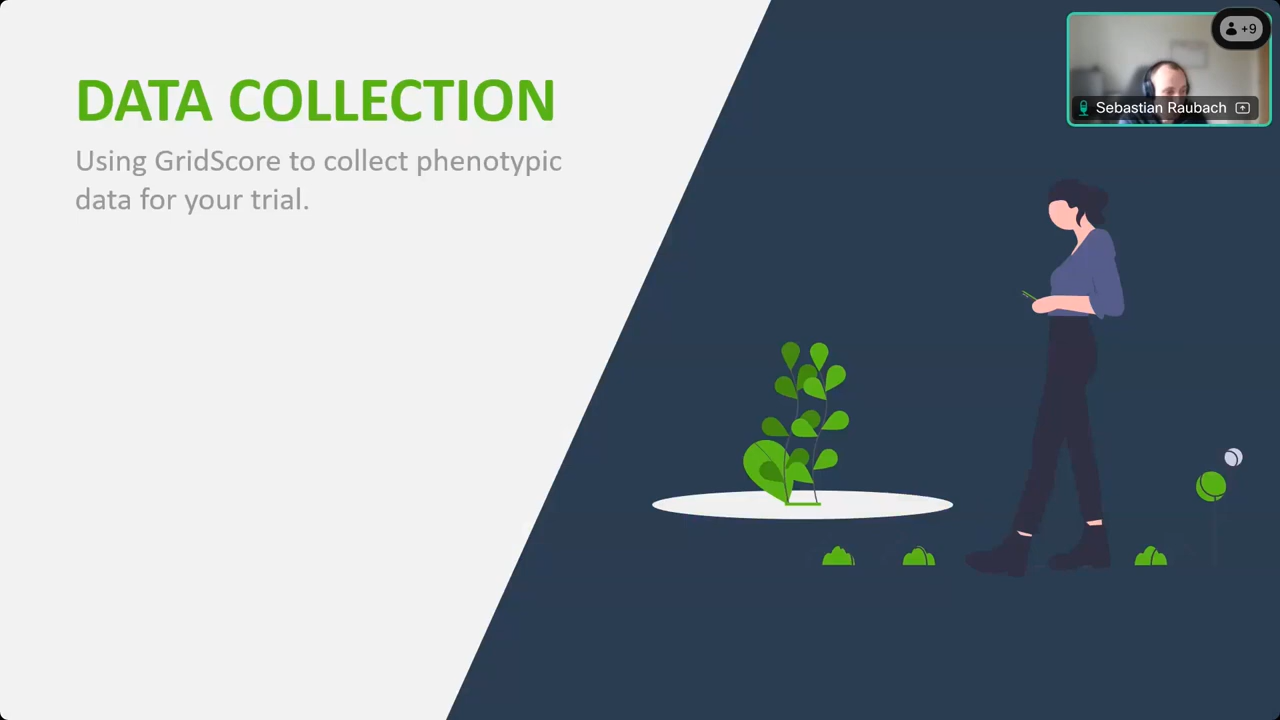 DATA COLLECTION
Using GridScore to collect phenotypic
data for your trial.
+9
Sebastian Raubach